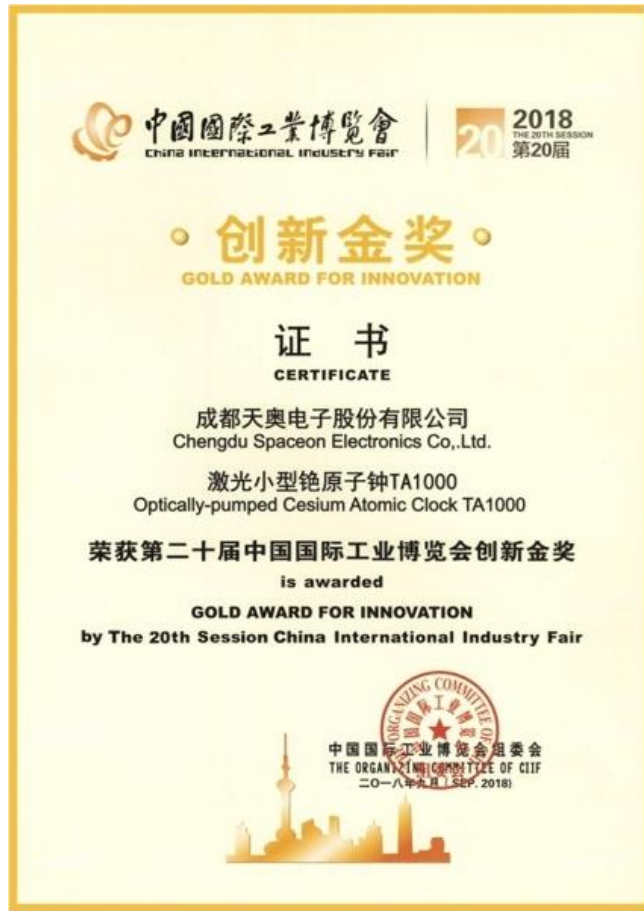 中國國際工業博覽會
China International Industry Fair
20
2018
THE 20TH SESSION
第20届
创新金奖
GOLD AWARD FOR INNOVATION
证 书
CERTIFICATE
成都天奥电子股份有限公司
Chengdu Spaceon Electronics Co,.Ltd.
激光小型铯原子钟TA1000
Optically-pumped Cesium Atomic Clock TA1000
荣获第二十届中国国际工业博览会创新金奖
is awarded
GOLD AWARD FOR INNOVATION
by The 20th Session China International Industry Fair
ORGANIZING COMMITTEE OF
中国国际工业博览会组委会
THE ORGANIZING COMMITTEE OF CIIF
二〇一八年九月（SEP. 2018）